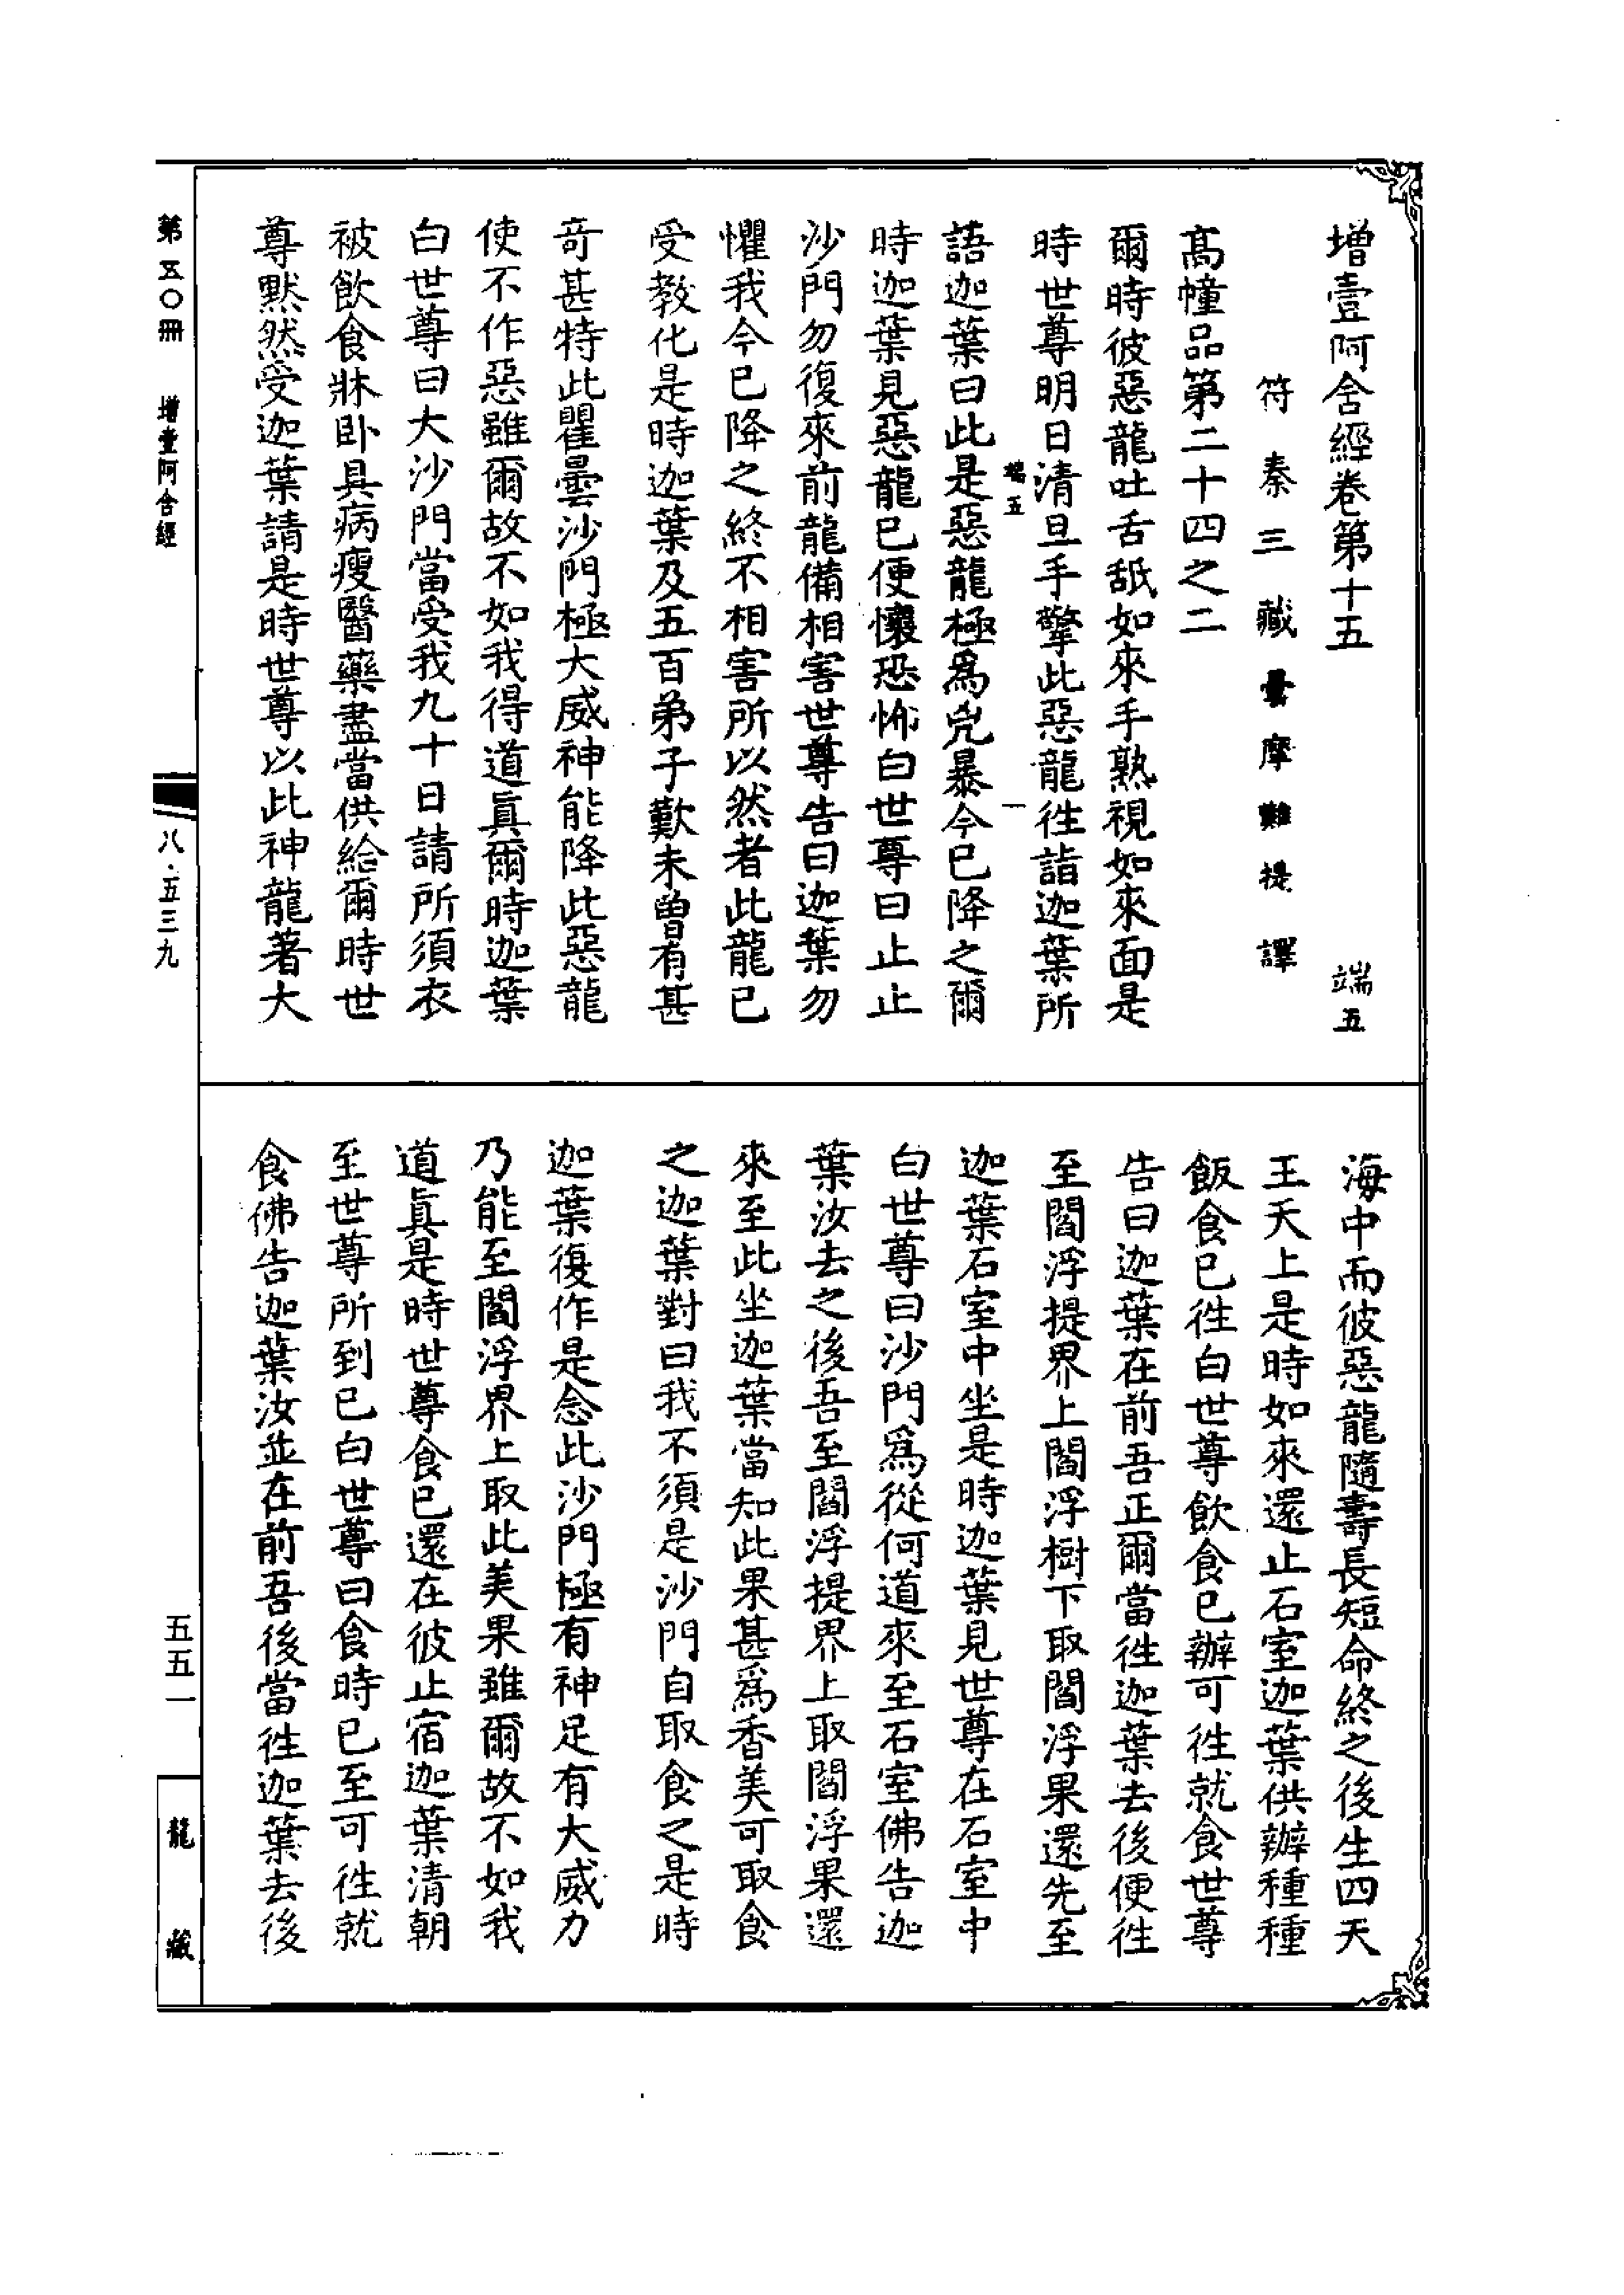 增壹阿含經卷第十五　端五
符秦三藏曇摩難提譯
高幢品第二十四之二
爾時彼惡龍吐舌舐如來手熟視如來面是
時世尊明日清旦手擎此惡龍徃詣迦葉所
端五　一
語迦葉曰此是惡龍極爲兇暴今已降之爾
時迦葉見惡龍已便懷恐怖白世尊曰止止
沙門勿復來前龍備相害世尊告曰迦葉勿
懼我今已降之終不相害所以然者此龍已
受教化是時迦葉及五百弟子歎未曾有甚
竒甚特此瞿曇沙門極大威神能降此惡龍
使不作惡雖爾故不如我得道真爾時迦葉
白世尊曰大沙門當受我九十日請所須衣
被飲食牀卧具病瘦醫藥盡當供給爾時世
尊默然受迦葉請是時世尊以此神龍著大
海中而彼惡龍隨壽長短命終之後生四天
王天上是時如來還止石室迦葉供辦種種
飯食已徃白世尊飲食已辦可徃就食世尊
告曰迦葉在前吾正爾當徃迦葉去後便徃
至閻浮提界上閻浮樹下取閻浮果還先至
迦葉石室中坐是時迦葉見世尊在石室中
白世尊曰沙門爲從何道來至石室佛告迦
葉汝去之後吾至閻浮提界上取閻浮果還
來至此坐迦葉當知此果甚爲香美可取食
之迦葉對曰我不須是沙門自取食之是時
迦葉復作是念此沙門極有神足有大威力
乃能至閻浮界上取此美果雖爾故不如我
道真是時世尊食已還在彼止宿迦葉清朝
至世尊所到已白世尊曰食時已至可徃就
食佛告迦葉汝並在前吾後當徃迦葉去後
第五〇冊　增壹阿含經
八·五三九
五五一
龍藏